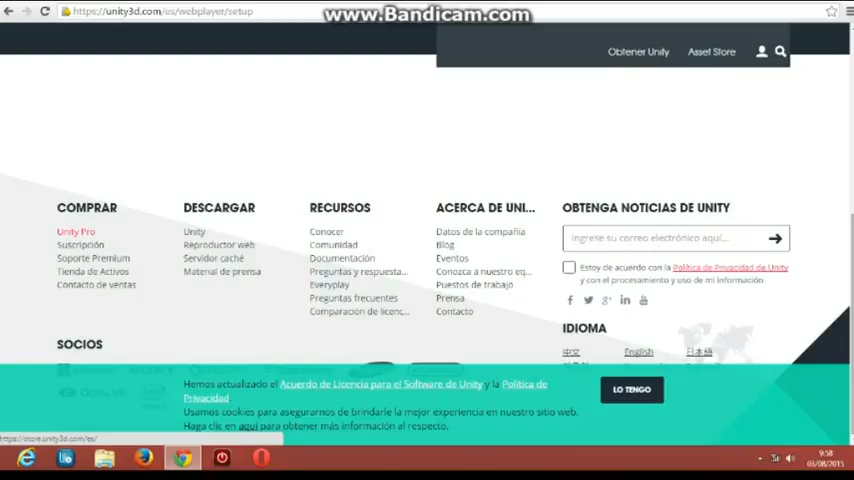 https://unity3d.com/es/webplayer/setup
www.Bandicam.com
Obtener Unity
Asset Store
COMPRAR
Unity Pro
Suscripción
Soporte Premium
Tienda de Activos
Contacto de ventas
DESCARGAR
Unity
Reproductor web
Servidor caché
Material de prensa
RECURSOS
Conocer
Comunidad
Documentación
Preguntas y respuesta...
Everyplay
Preguntas frecuentes
Comparación de licenc...
ACERCA DE UNI...
Datos de la compañía
Blog
Eventos
Conozca a nuestro eq...
Puestos de trabajo
Prensa
Contacto
OBTENGA NOTICIAS DE UNITY
Ingrese su correo electrónico aquí...
Estoy de acuerdo con la Política de Privacidad de Unity
y con el procesamiento y uso de mi información
IDIOMA
中文
English
日本語
SOCIOS
Oculus VR
Hemos actualizado el Acuerdo de Licencia para el Software de Unity y la Política de
Privacidad
Usamos cookies para asegurarnos de brindarle la mejor experiencia en nuestro sitio web.
Haga clic en aquí para obtener más información al respecto.
LO TENGO
https://store.unity3d.com/es/
9:58
03/08/2015